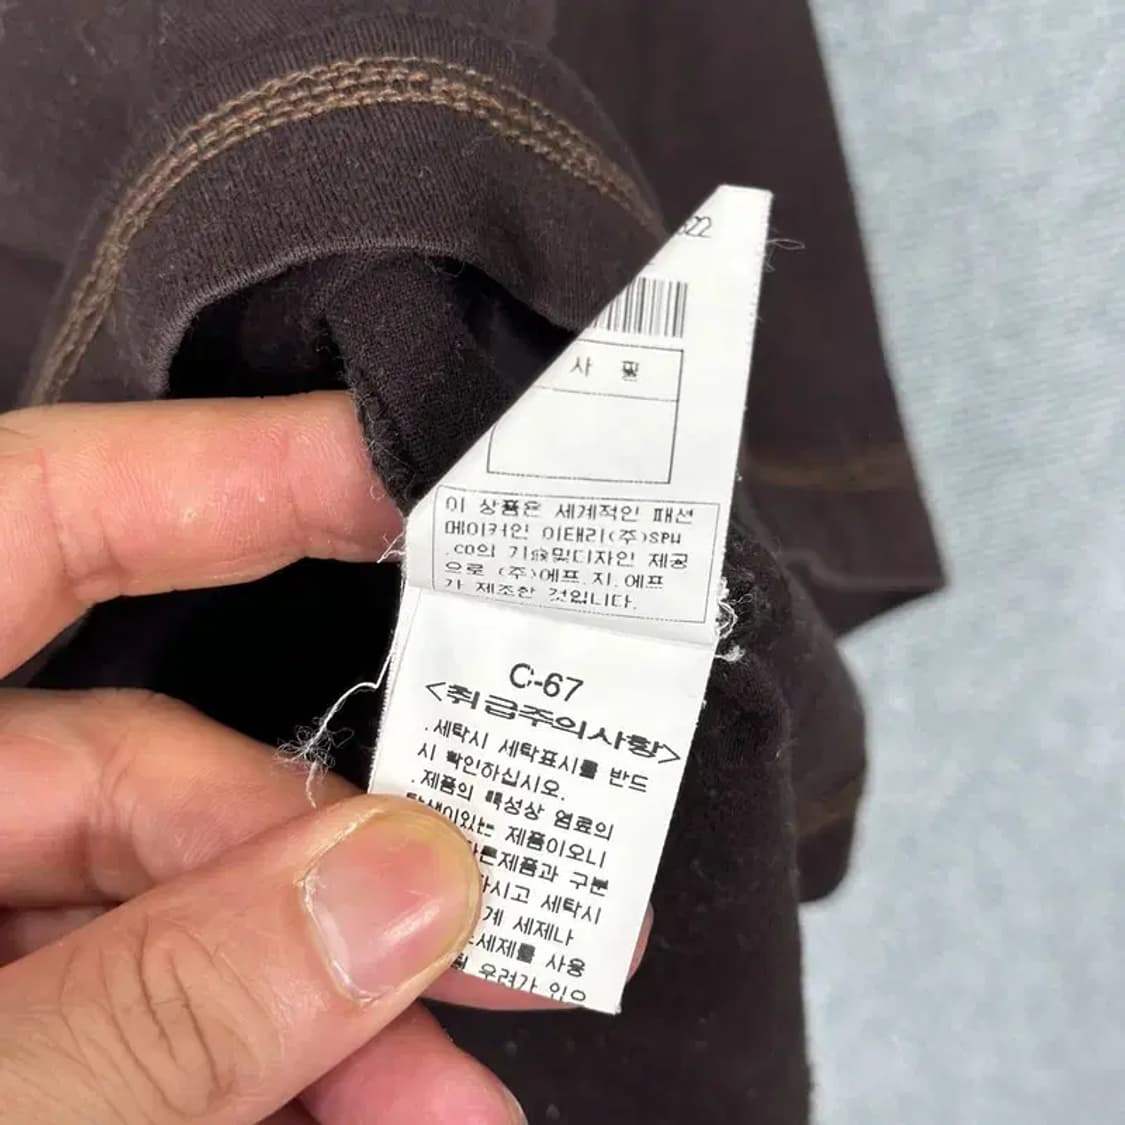 22
사 필
이 상품은 세계적인 패션
메이커인 이태리(주)SPW
.CO의 기술및디자인 제공
으로 (주)에프.지.에프
가 제조한 것입니다.
C-67
<취급주의사항>
.세탁시 세탁표시를 반드
시 확인하십시오.
.제품의 특성상 염료의
탈색이있는 제품이오니
다른제품과 구분
하시고 세탁시
계 세제나
세제를 사용
될 우려가 있으